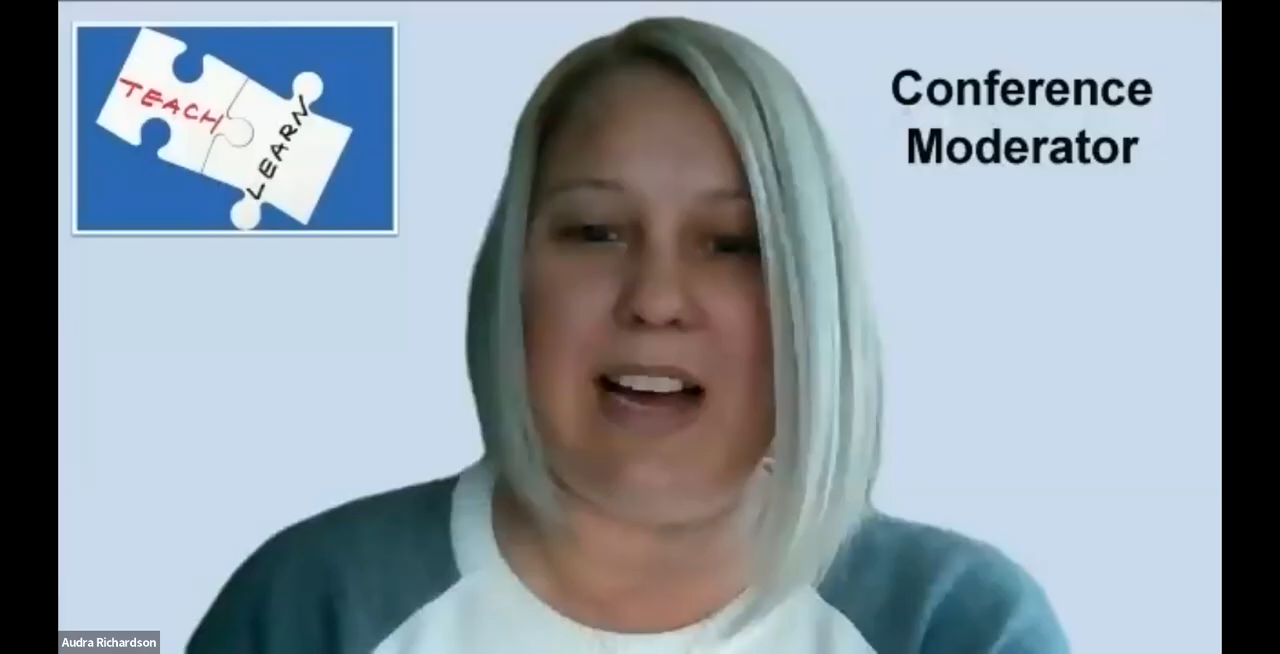 TEACH
LEARN
Conference
Moderator
Audra Richardson